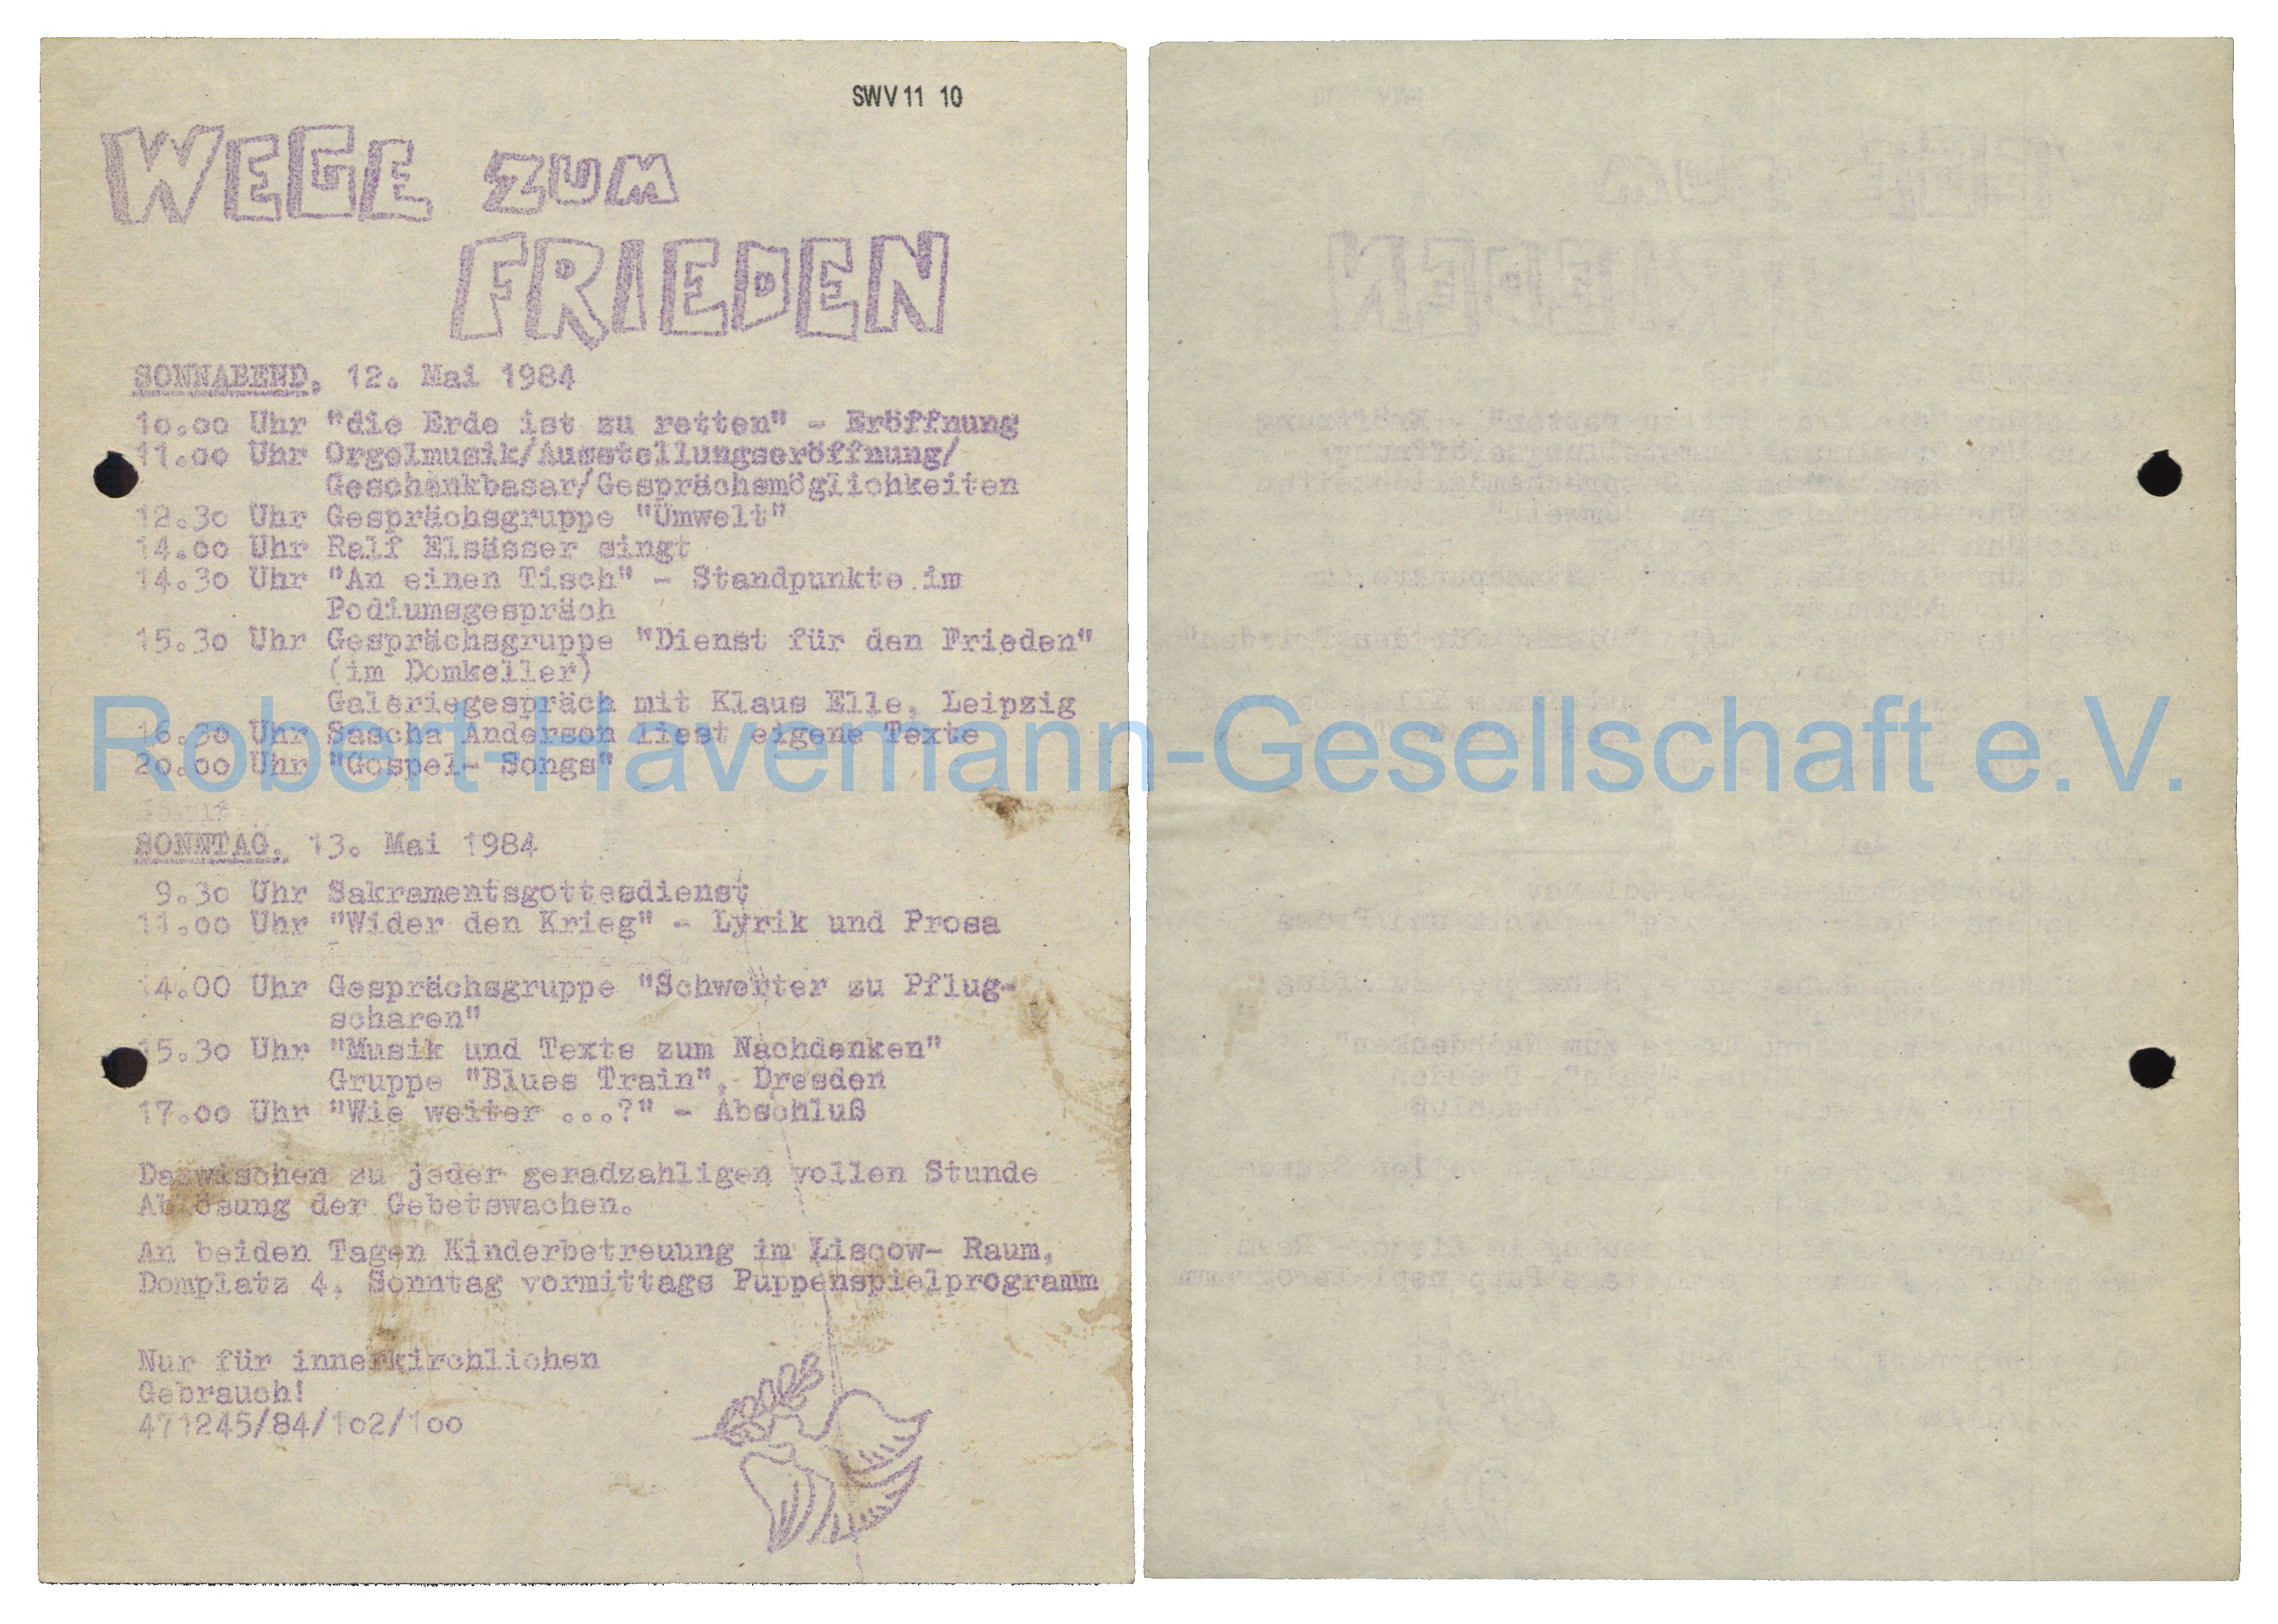 SWV 11 10
WEGE ZUM
FRIEDEN
SONNABEND, 12. Mai 1984
10.00 Uhr "die Erde ist zu retten" - Eröffnung
11.00 Uhr Orgelmusik/Ausstellungseröffnung/
Geschenkbasar/Gesprächsmöglichkeiten
12.30 Uhr Gesprächsgruppe "Umwelt"
14.00 Uhr Ralf Elsässer singt
14.30 Uhr "An einen Tisch" - Standpunkte im
Podiumsgespräch
15.30 Uhr Gesprächsgruppe "Dienst für den Frieden"
(im Domkeller)
Galeriegespräch mit Klaus Elle, Leipzig
16.30 Uhr Sascha Anderson liest eigene Texte
20.00 Uhr "Gospel- Songs"
Robert-Havemann-Gesellschaft e.V.
SONNTAG, 13. Mai 1984
9.30 Uhr Sakramentsgottesdienst
11.00 Uhr "Wider den Krieg" - Lyrik und Prosa
14.00 Uhr Gesprächsgruppe "Schwerter zu Pflug-
scharen"
15.30 Uhr "Musik und Texte zum Nachdenken"
Gruppe "Blues Train", Dresden
17.00 Uhr "Wie weiter ...?" - Abschluß
Dazwischen zu jeder geradzahligen vollen Stunde
Ablösung der Gebetswachen.
An beiden Tagen Kinderbetreuung im Liscow- Raum,
Domplatz 4, Sonntag vormittags Puppenspielprogramm
Nur für innerkirchlichen
Gebrauch!
471245/84/102/100